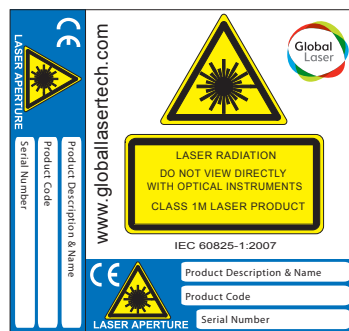 CE
LASER APERTURE
Product Description & Name
Product Code
Serial Number
www.globallasertech.com
Global
Laser
LASER RADIATION
DO NOT VIEW DIRECTLY
WITH OPTICAL INSTRUMENTS
CLASS 1M LASER PRODUCT
IEC 60825-1:2007
CE
LASER APERTURE
Product Description & Name
Product Code
Serial Number